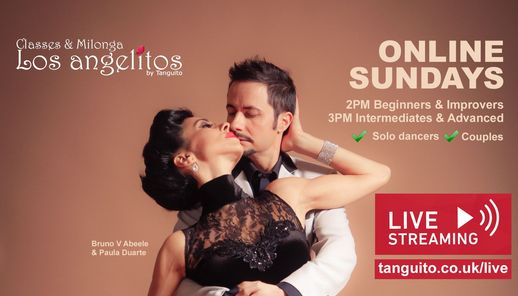 Classes & Milonga
Los angelitos
by Tanguito
ONLINE
SUNDAYS
2PM Beginners & Improvers
3PM Intermediates & Advanced
Solo dancers
Couples
Bruno V Abeele
& Paula Duarte
LIVE
STREAMING
tanguito.co.uk/live